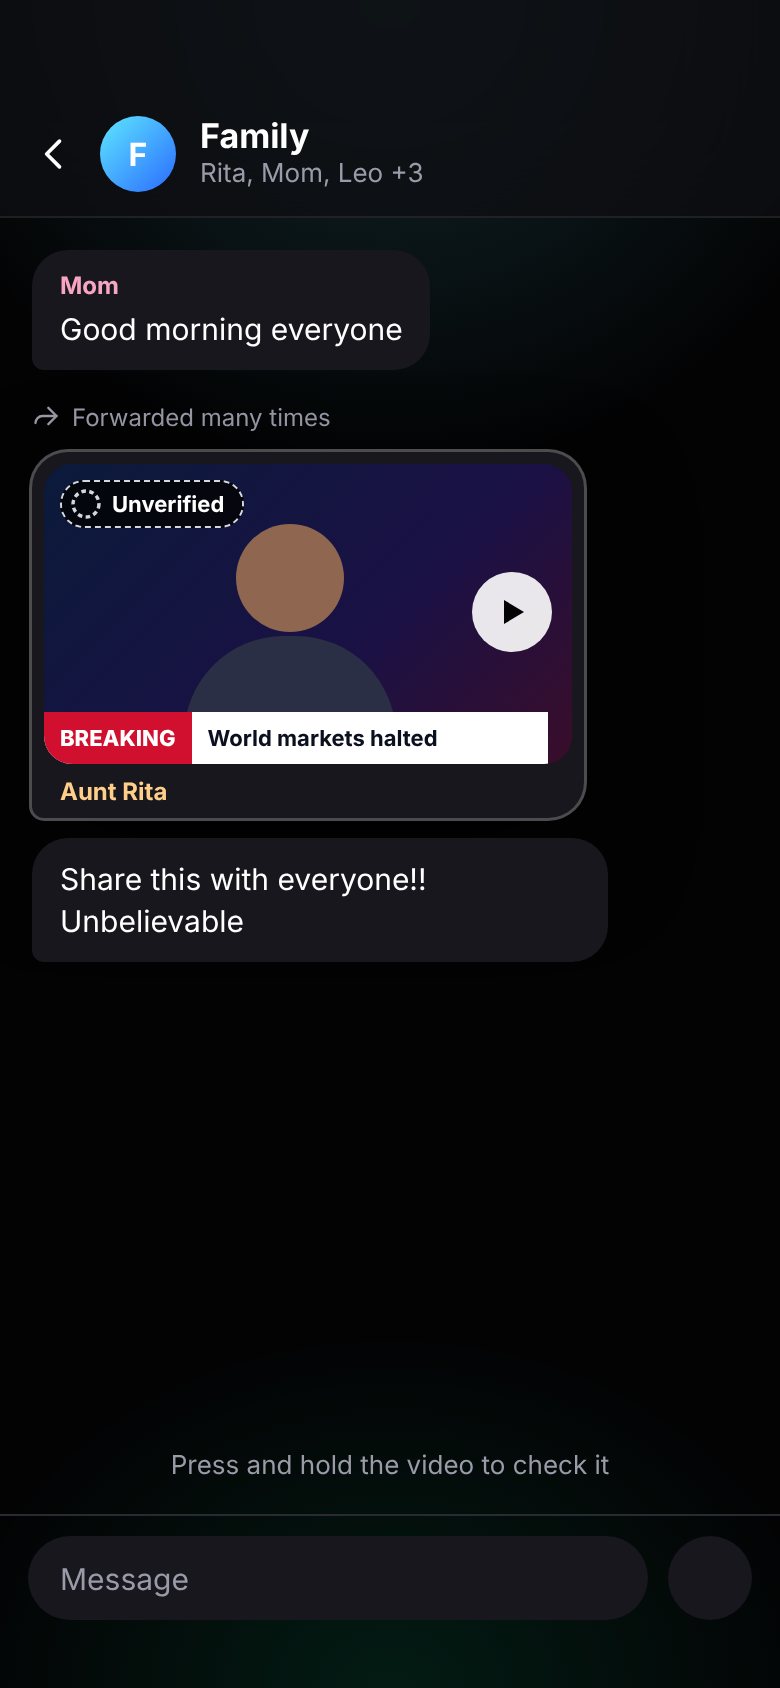 F
Family
Rita, Mom, Leo +3
Mom
Good morning everyone
Forwarded many times
Unverified
BREAKING
World markets halted
Aunt Rita
Share this with everyone!!
Unbelievable
Press and hold the video to check it
Message